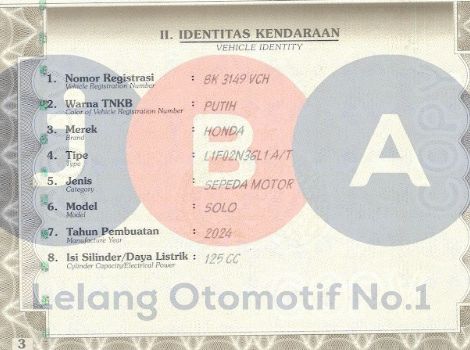 II. IDENTITAS KENDARAAN
VEHICLE IDENTITY
1. Nomor Registrasi : BK 3149 VCH
Vehicle Registration Number
2. Warna TNKB : PUTIH
Color of Vehicle Registration Number
3. Merek : HONDA
Brand
4. Tipe : L1F02N36L1 A/T
Type
5. Jenis : SEPEDA MOTOR
Category
6. Model : SOLO
Model
7. Tahun Pembuatan : 2024
Manufacture Year
8. Isi Silinder/Daya Listrik : 125 CC
Cylinder Capacity/Electrical Power
JBA
Lelang Otomotif No.1
3